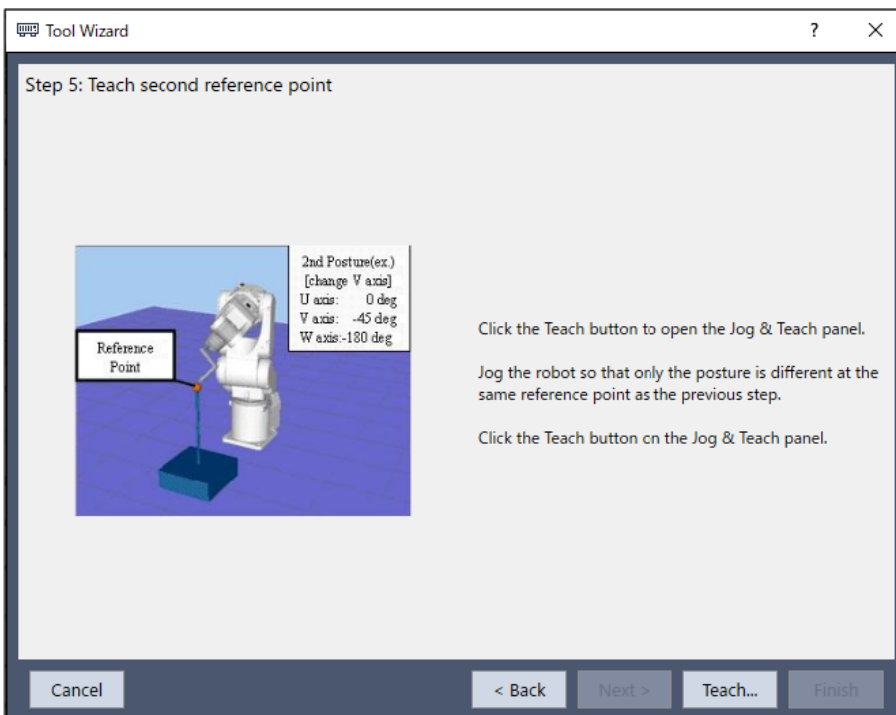 Tool Wizard
?
Step 5: Teach second reference point
2nd Posture(ex.)
[change V axis]
U axis: 0 deg
V axis: -45 deg
W axis:-180 deg
Reference
Point
Click the Teach button to open the Jog & Teach panel.
Jog the robot so that only the posture is different at the
same reference point as the previous step.
Click the Teach button cn the Jog & Teach panel.
Cancel
< Back
Next >
Teach...
Finish